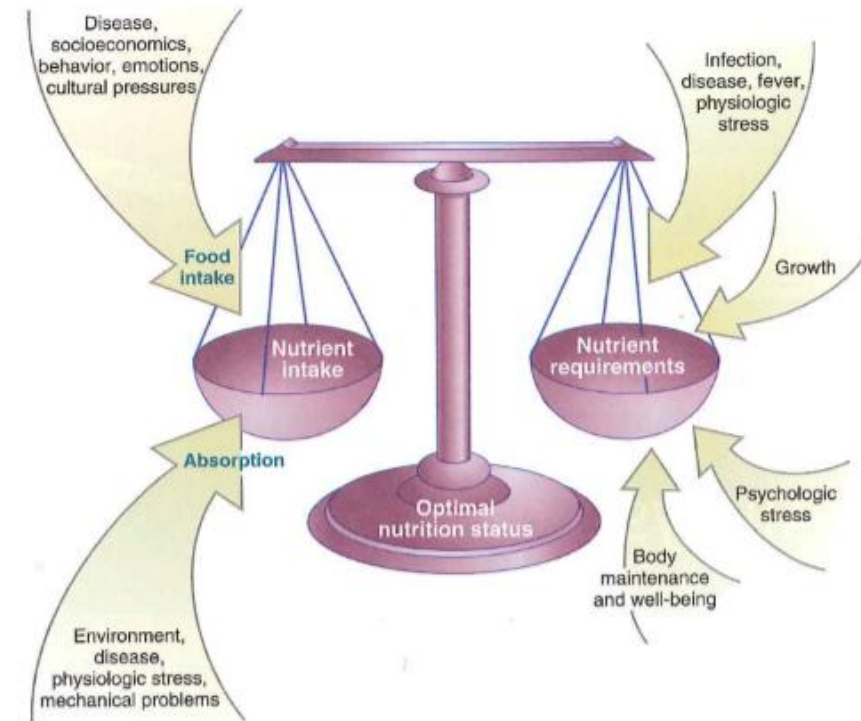 Disease,
socioeconomics,
behavior, emotions,
cultural pressures
Infection,
disease, fever,
physiologic
stress
Food
intake
Growth
Nutrient
intake
Nutrient
requirements
Absorption
Optimal
nutrition status
Psychologic
stress
Body
maintenance
and well-being
Environment,
disease,
physiologic stress,
mechanical problems